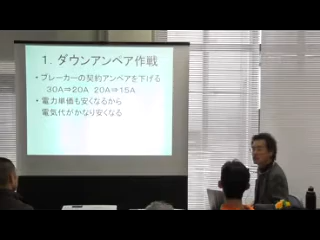 1. ダウンアンペア作戦
・ブレーカーの契約アンペアを下げる
30A⇒20A 20A⇒15A
・電力単価も安くなるから
電気代がかなり安くなる